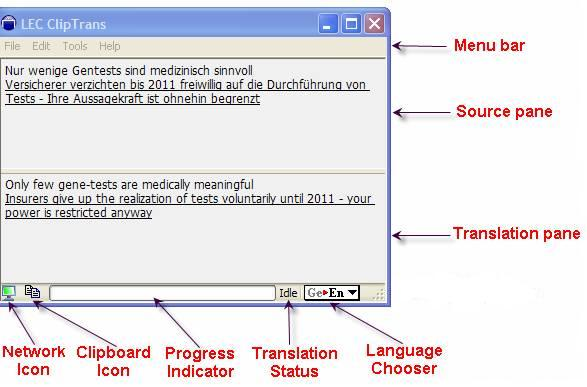 LEC ClipTrans
File Edit Tools Help
Menu bar
Nur wenige Gentests sind medizinisch sinnvoll
Versicherer verzichten bis 2011 freiwillig auf die Durchführung von
Tests - Ihre Aussagekraft ist ohnehin begrenzt
Source pane
Only few gene-tests are medically meaningful
Insurers give up the realization of tests voluntarily until 2011 - your
power is restricted anyway
Translation pane
Idle
Ge▸En
Network
Icon
Clipboard
Icon
Progress
Indicator
Translation
Status
Language
Chooser